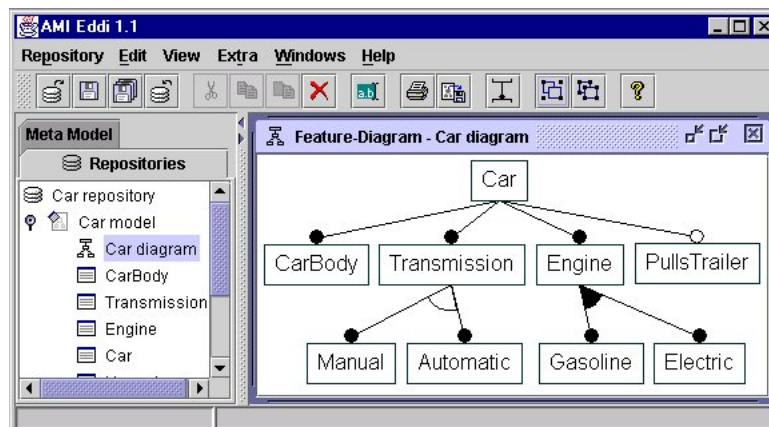 AMI Eddi 1.1
Repository Edit View Extra Windows Help
Meta Model
Repositories
Car repository
Car model
Car diagram
CarBody
Transmission
Engine
Car
Feature-Diagram - Car diagram
Car
CarBody Transmission Engine PullsTrailer
Manual Automatic Gasoline Electric